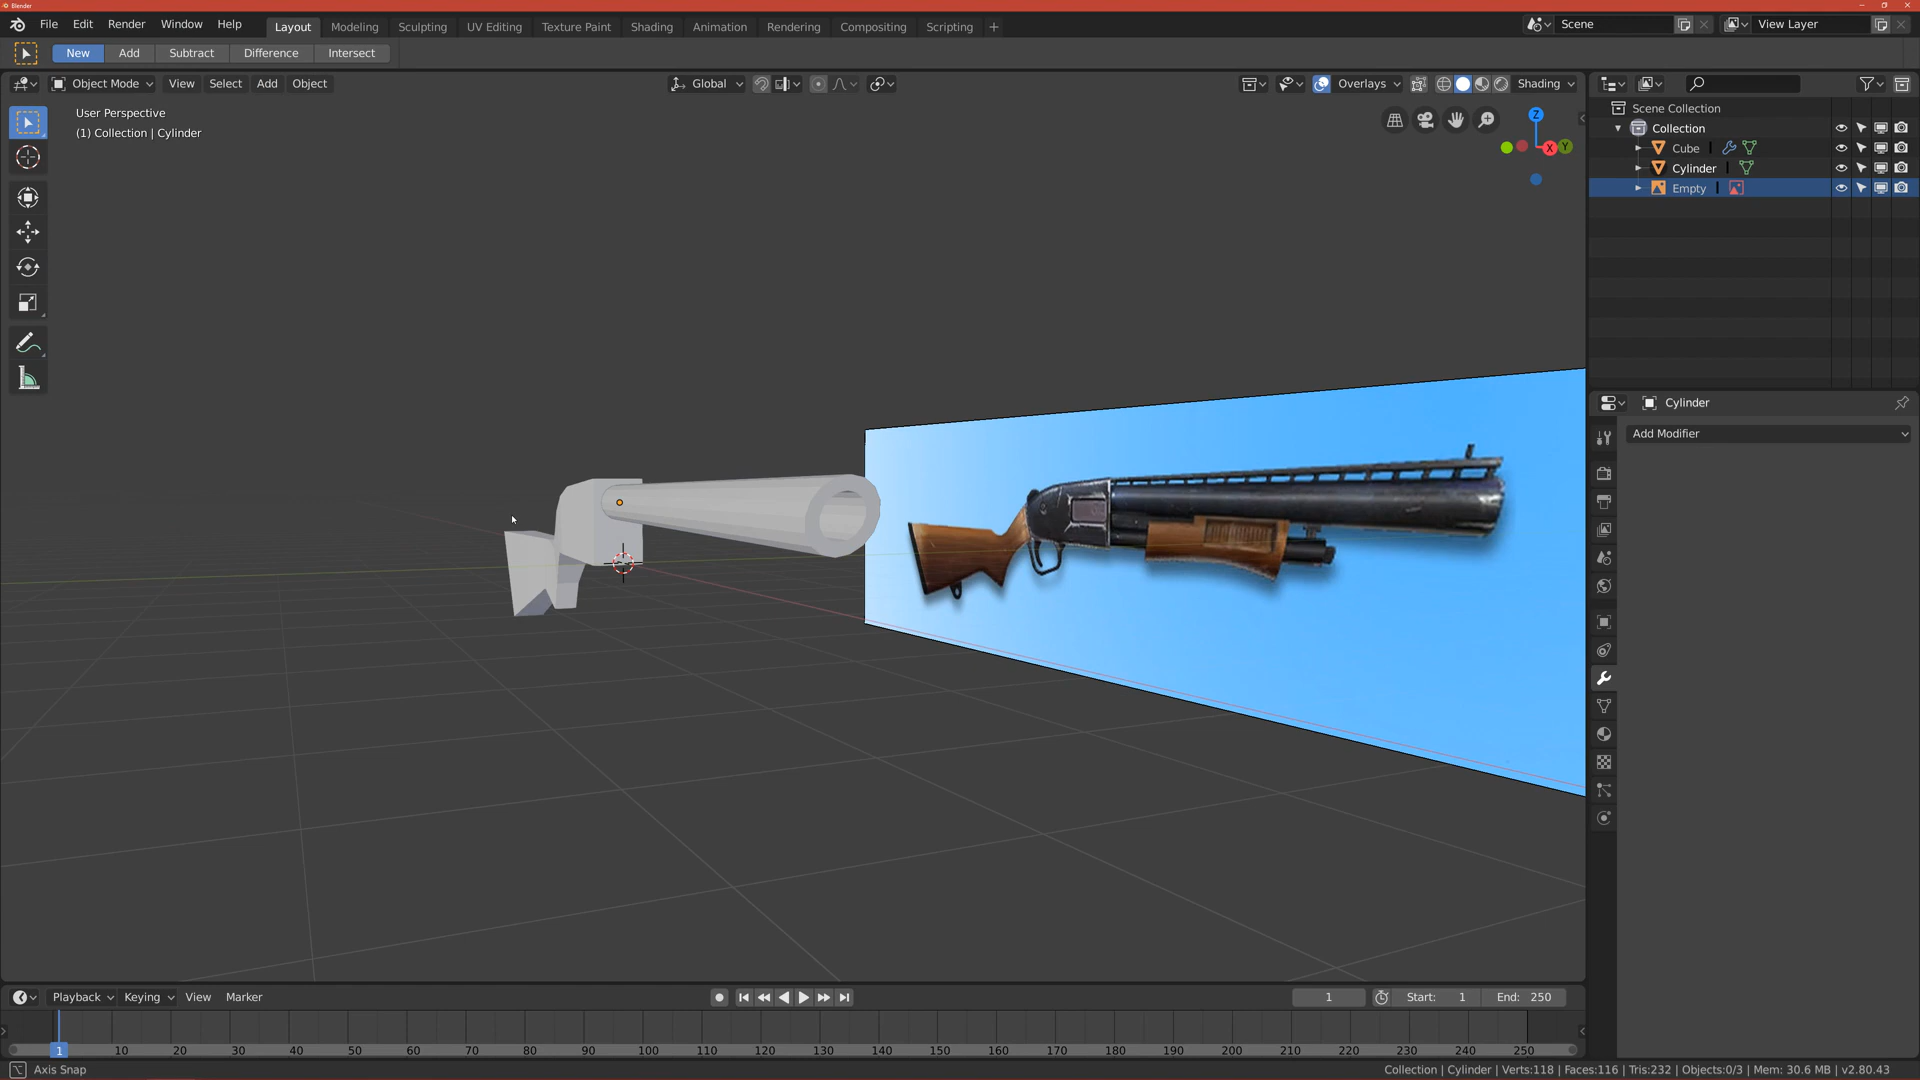 Blender
File Edit Render Window Help Layout Modeling Sculpting UV Editing Texture Paint Shading Animation Rendering Compositing Scripting + Scene View Layer
New Add Subtract Difference Intersect
Object Mode View Select Add Object Global Overlays Shading
User Perspective
(1) Collection | Cylinder
Z
X
Y
Scene Collection
Collection
Cube
Cylinder
Empty
Cylinder
Add Modifier
Playback Keying View Marker 1 Start: 1 End: 250
1 10 20 30 40 50 60 70 80 90 100 110 120 130 140 150 160 170 180 190 200 210 220 230 240 250
Axis Snap
Collection | Cylinder | Verts:118 | Faces:116 | Tris:232 | Objects:0/3 | Mem: 30.6 MB | v2.80.43